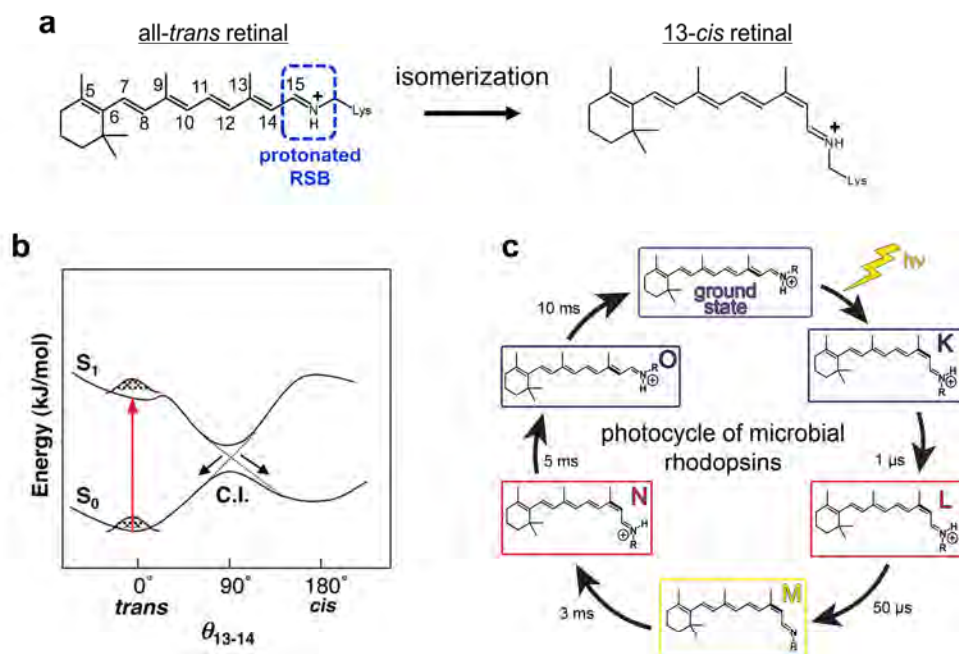 a
all-trans retinal
isomerization
13-cis retinal
5
7
9
11
13
15
6
8
10
12
14
+
N
H
Lys
protonated
RSB
+
NH
Lys
b
Energy (kJ/mol)
S1
S0
C.I.
0° 90° 180°
trans cis
θ13-14
c
photocycle of microbial
rhodopsins
ground
state
R
N
H
+
hν
K
H
N
+
R
1 µs
L
H
N
+
R
50 µs
M
N
R
3 ms
N
H
N
+
R
5 ms
O
R
N
H
+
10 ms